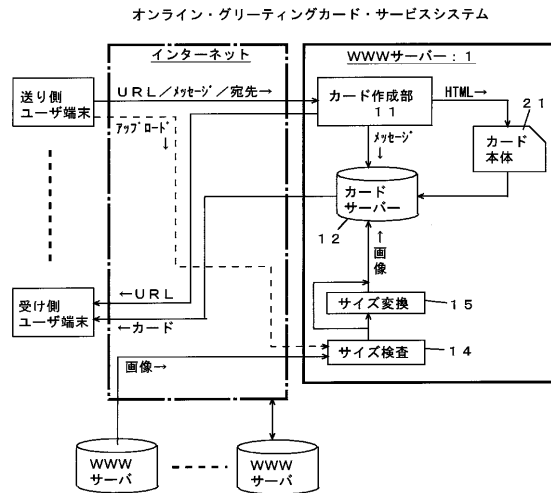 オンライン・グリーティングカード・サービスシステム
インターネット
WWWサーバー：1
送り側
ユーザ端末
URL／ﾒｯｾｰｼﾞ／宛先→
ｱｯﾌﾟﾛｰﾄﾞ
↓
カード作成部
11
HTML→
21
カード
本体
ﾒｯｾｰｼﾞ
↓
カード
サーバー
12
↑
画
像
受け側
ユーザ端末
←URL
←カード
サイズ変換
15
サイズ検査
14
画像→
WWW
サーバ
WWW
サーバ